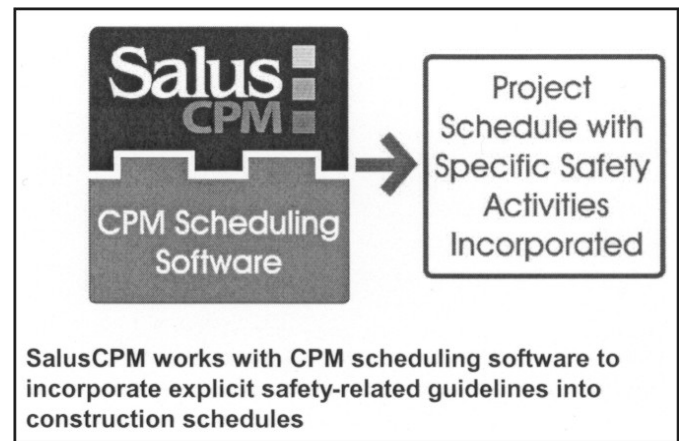 Salus
CPM
CPM Scheduling
Software
Project
Schedule with
Specific Safety
Activities
Incorporated
SalusCPM works with CPM scheduling software to
incorporate explicit safety-related guidelines into
construction schedules